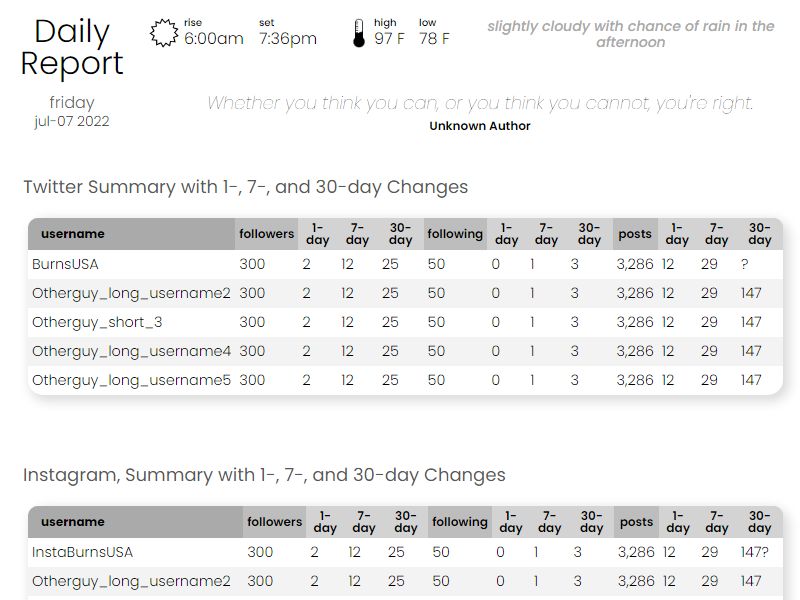 Daily Report
rise
6:00am
set
7:36pm
high
97 F
low
78 F
slightly cloudy with chance of rain in the
afternoon
friday
jul-07 2022
Whether you think you can, or you think you cannot, you're right.
Unknown Author
Twitter Summary with 1-, 7-, and 30-day Changes
username followers 1-day 7-day 30-day following 1-day 7-day 30-day posts 1-day 7-day 30-day
BurnsUSA 300 2 12 25 50 0 1 3 3,286 12 29 ?
Otherguy_long_username2 300 2 12 25 50 0 1 3 3,286 12 29 147
Otherguy_short_3 300 2 12 25 50 0 1 3 3,286 12 29 147
Otherguy_long_username4 300 2 12 25 50 0 1 3 3,286 12 29 147
Otherguy_long_username5 300 2 12 25 50 0 1 3 3,286 12 29 147
Instagram, Summary with 1-, 7-, and 30-day Changes
username followers 1-day 7-day 30-day following 1-day 7-day 30-day posts 1-day 7-day 30-day
InstaBurnsUSA 300 2 12 25 50 0 1 3 3,286 12 29 147?
Otherguy_long_username2 300 2 12 25 50 0 1 3 3,286 12 29 147